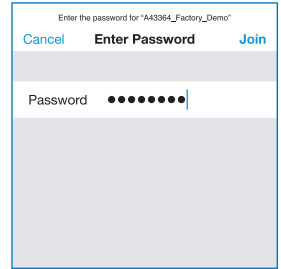 Enter the password for "A43364_Factory_Demo"
Cancel Enter Password Join
Password ●●●●●●●●